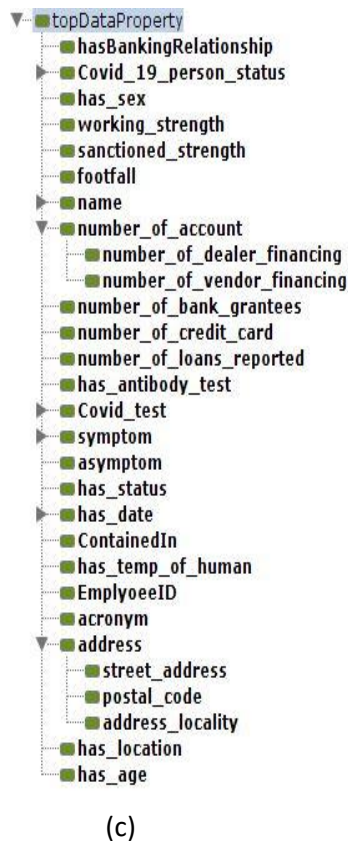 topDataProperty
hasBankingRelationship
Covid_19_person_status
has_sex
working_strength
sanctioned_strength
footfall
name
number_of_account
number_of_dealer_financing
number_of_vendor_financing
number_of_bank_grantees
number_of_credit_card
number_of_loans_reported
has_antibody_test
Covid_test
symptom
asymptom
has_status
has_date
ContainedIn
has_temp_of_human
EmplyoeeID
acronym
address
street_address
postal_code
address_locality
has_location
has_age
(c)